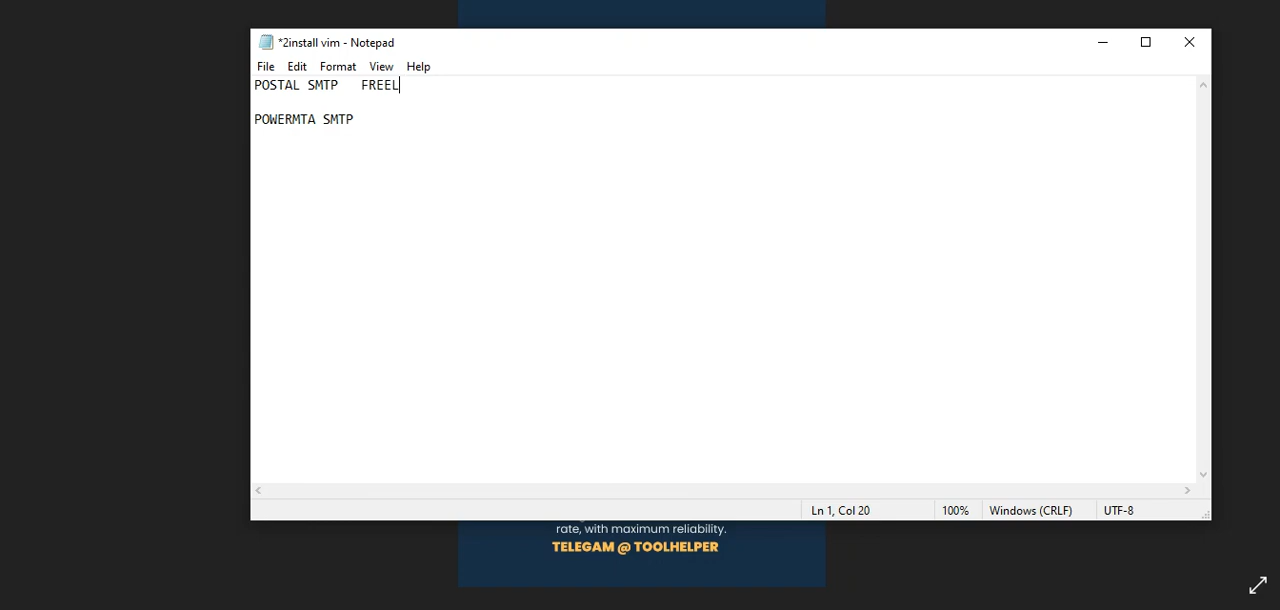 *2install vim - Notepad
File Edit Format View Help
POSTAL SMTP   FREEL
POWERMTA SMTP
Ln 1, Col 20 100% Windows (CRLF) UTF-8
rate, with maximum reliability.
TELEGAM @ TOOLHELPER